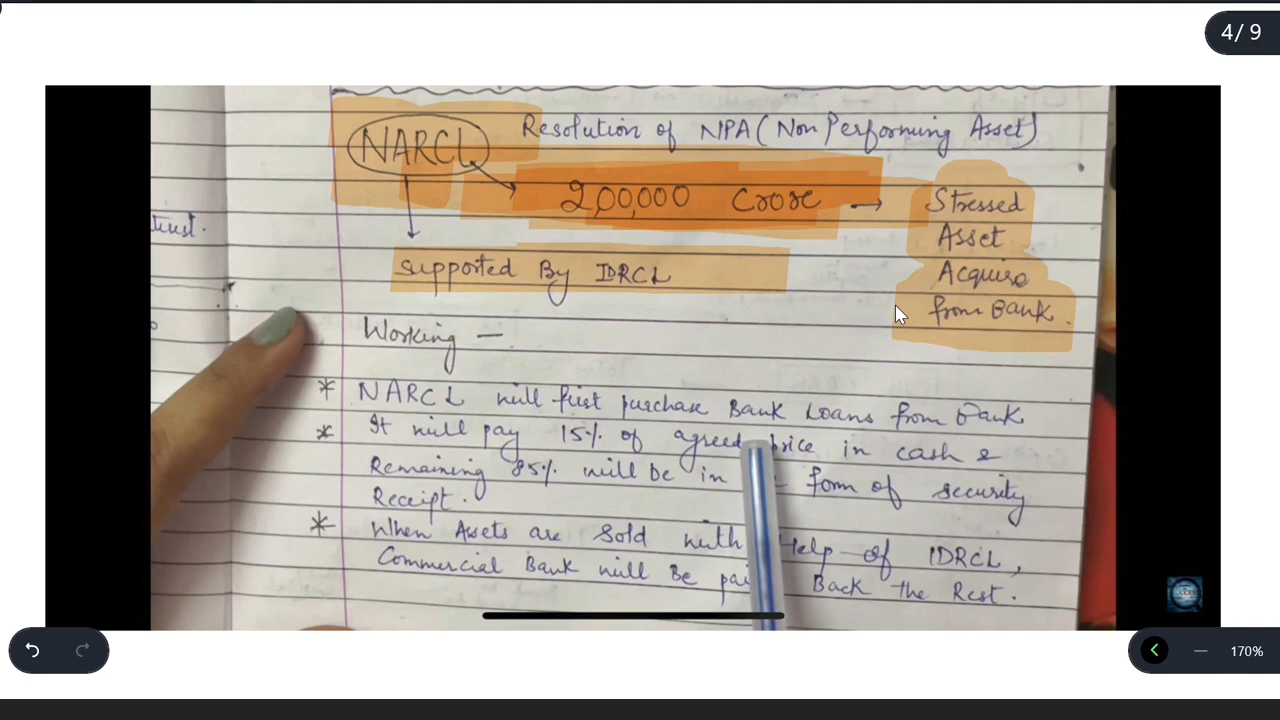 4/ 9
NARCL
Resolution of NPA (Non Performing Asset)
2,00,000 Crore → Stressed
Asset
Acquire
from Bank.
trust.
supported By IDRCL
Working —
* NARCL will first purchase Bank Loans from Bank
* It will pay 15% of agreed price in cash &
Remaining 85% will be in form of security
Receipt.
* When Assets are Sold with Help of IDRCL,
Commercial Bank will Be Back the Rest.
170%